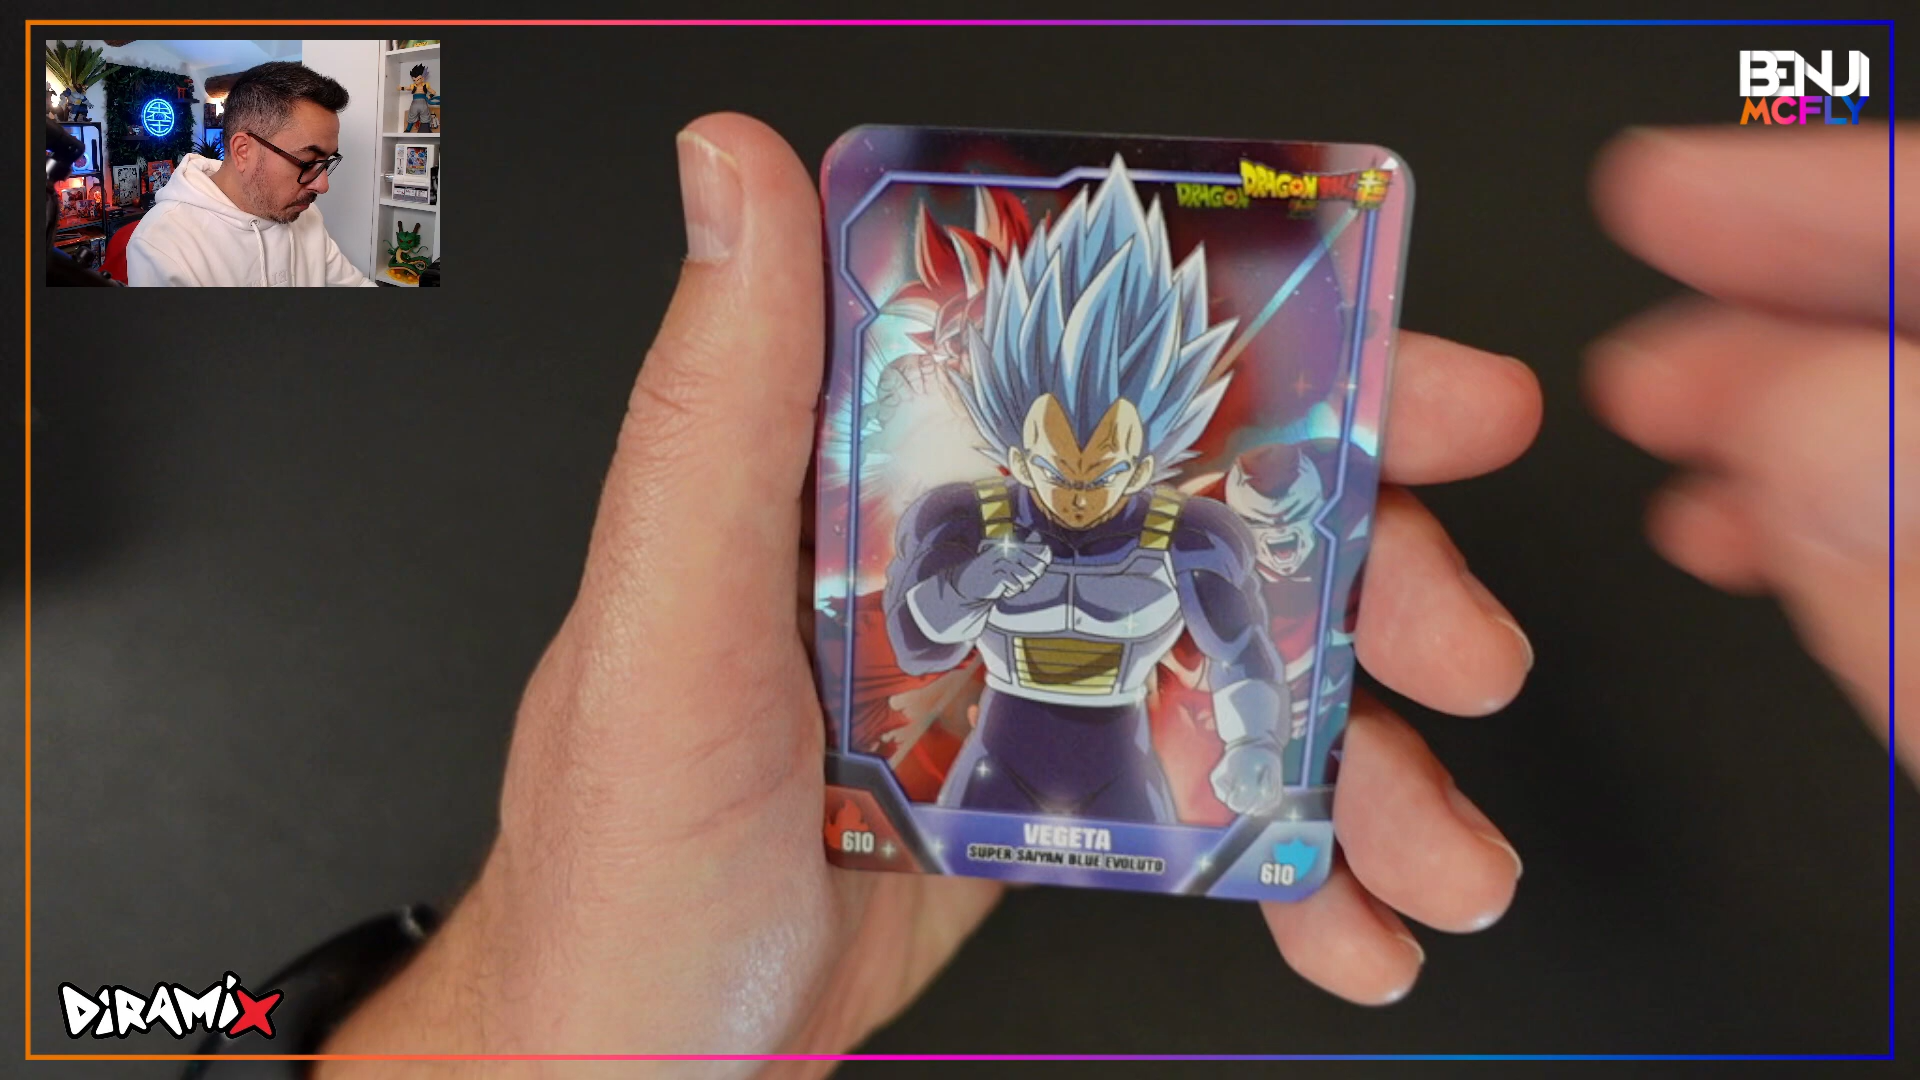 BENJI
MCFLY
DRAGON
DRAGON BALL
610
VEGETA
SUPER SAIYAN BLUE EVOLUTO
610
DiRAMiX